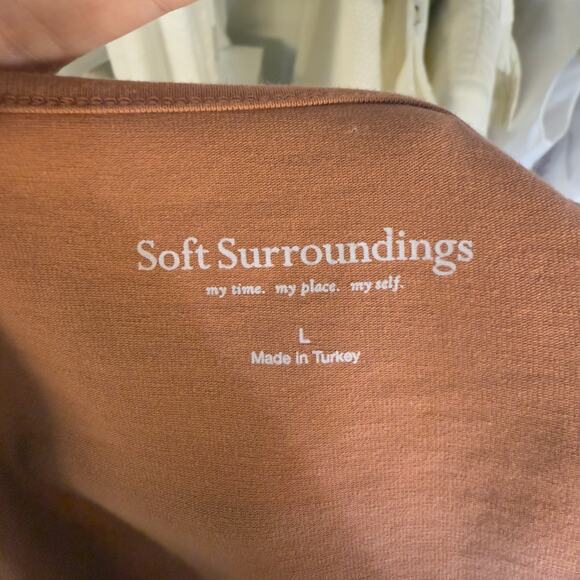 Soft Surroundings
my time. my place. my self.
L
Made in Turkey